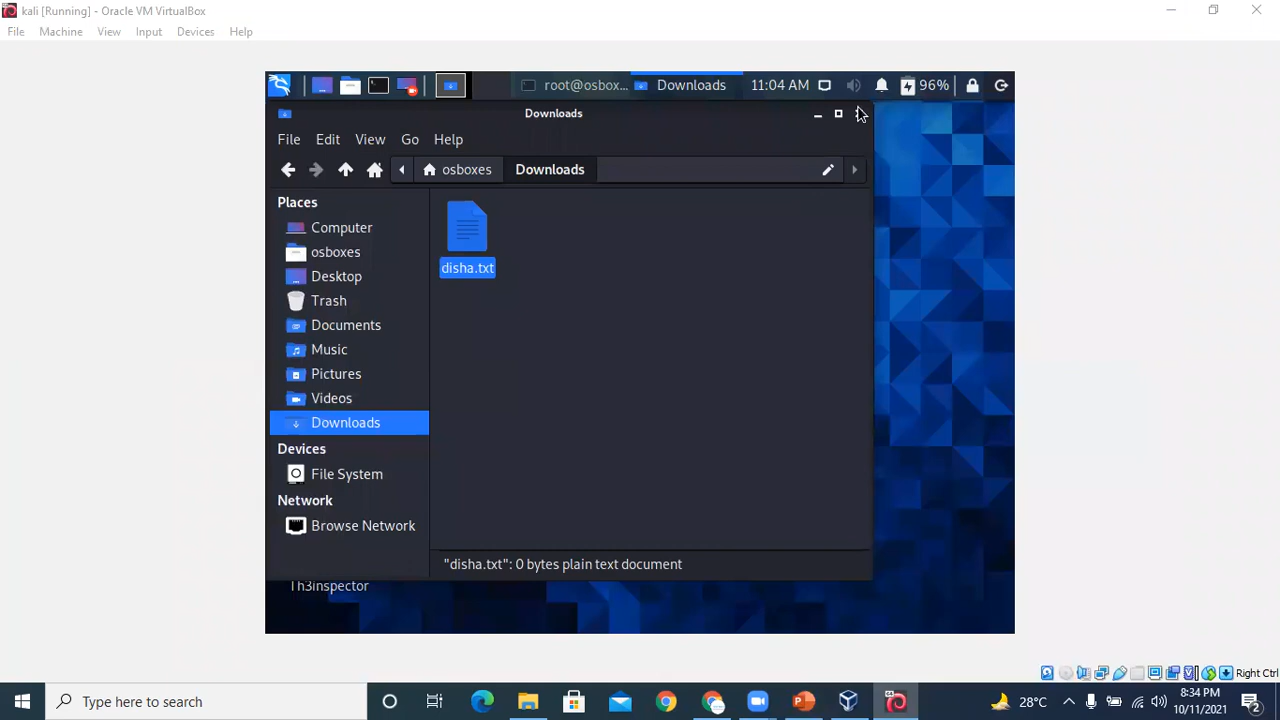 kali [Running] - Oracle VM VirtualBox
File Machine View Input Devices Help
root@osbox... Downloads 11:04 AM 96%
Downloads
File Edit View Go Help
osboxes Downloads
Places
Computer
osboxes
Desktop
Trash
Documents
Music
Pictures
Videos
Downloads
Devices
File System
Network
Browse Network
disha.txt
"disha.txt": 0 bytes plain text document
Th3inspector
Right Ctrl
Type here to search
28°C
8:34 PM
10/11/2021
2